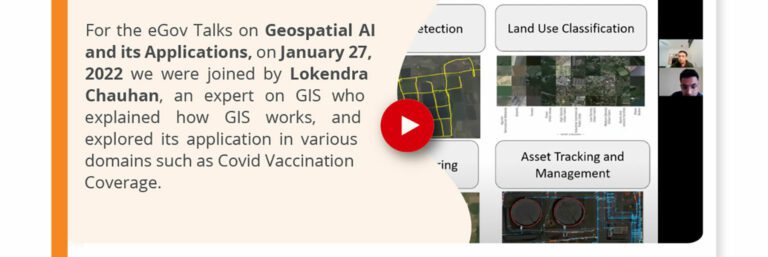 For the eGov Talks on Geospatial AI
and its Applications, on January 27,
2022 we were joined by Lokendra
Chauhan, an expert on GIS who
explained how GIS works, and
explored its application in various
domains such as Covid Vaccination
Coverage.
etection
Land Use Classification
ring
Asset Tracking and
Management